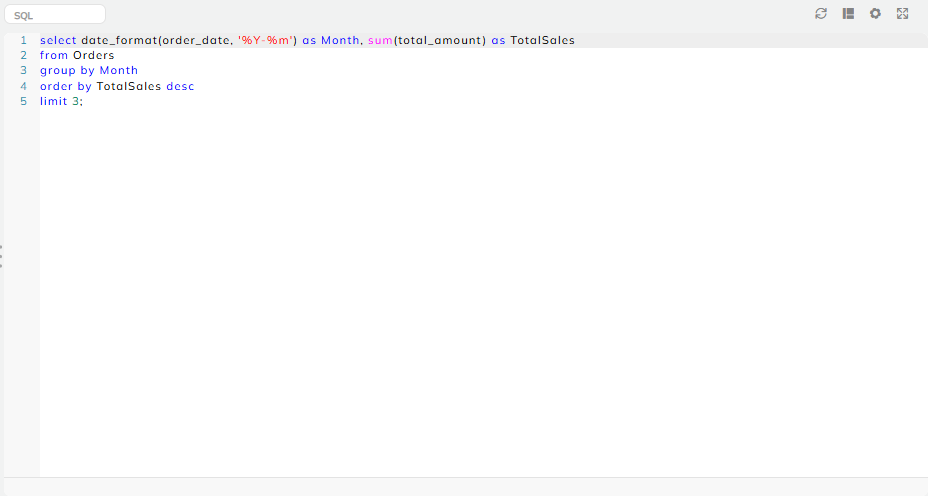 SQL
1 select date_format(order_date, '%Y-%m') as Month, sum(total_amount) as TotalSales
2 from Orders
3 group by Month
4 order by TotalSales desc
5 limit 3;